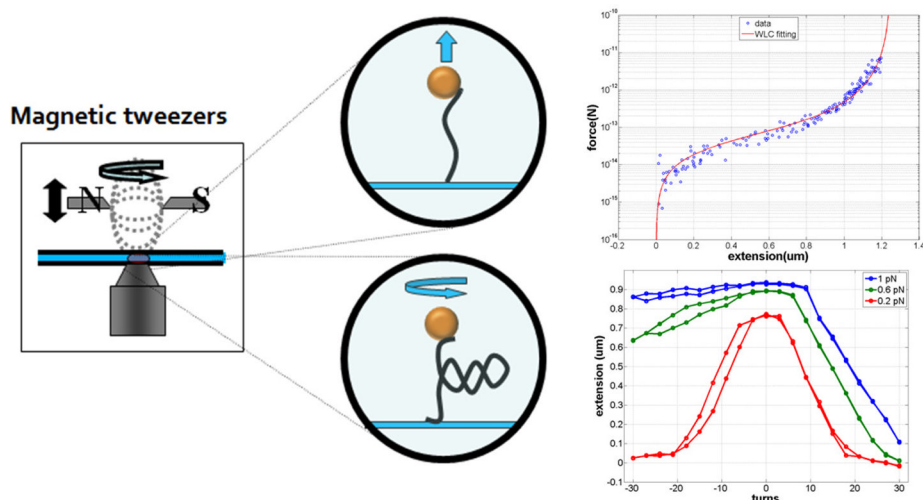 Magnetic tweezers
N
S
10^-10
10^-11
10^-12
10^-13
10^-14
10^-15
10^-16
force(N)
data
WLC fitting
-0.2 0 0.2 0.4 0.6 0.8 1 1.2 1.4
extension(um)
0.9
0.8
0.7
0.6
0.5
0.4
0.3
0.2
0.1
0
-0.1
extension (um)
1 pN
0.6 pN
0.2 pN
-30 -20 -10 0 10 20 30
turns